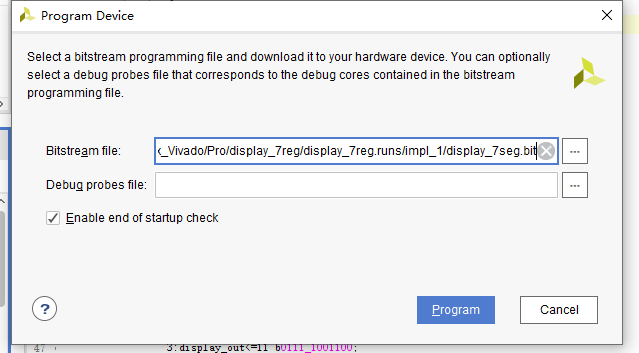 Program Device
Select a bitstream programming file and download it to your hardware device. You can optionally
select a debug probes file that corresponds to the debug cores contained in the bitstream
programming file.
Bitstream file: x_Vivado/Pro/display_7reg/display_7reg.runs/impl_1/display_7seg.bit ...
Debug probes file: ...
Enable end of startup check
? Program Cancel
47 3:display_out<=11'b0111_1001100;